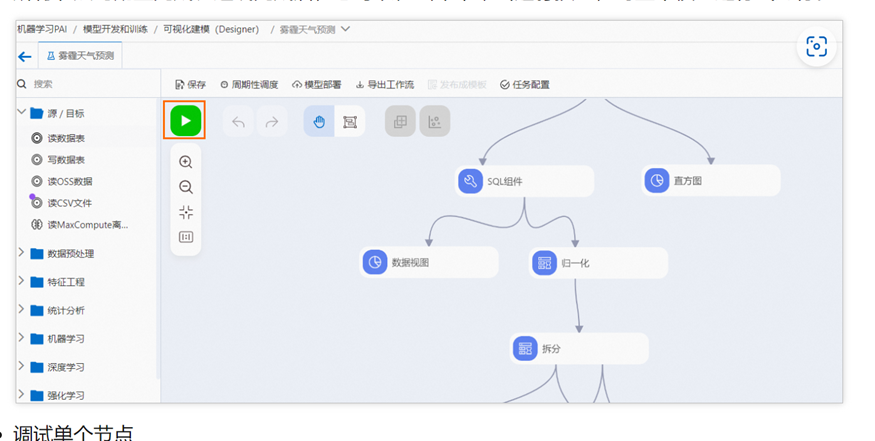 机器学习PAI / 模型开发和训练 / 可视化建模（Designer） / 雾霾天气预测
雾霾天气预测
搜索
保存 周期性调度 模型部署 导出工作流 发布成模板 任务配置
源 / 目标
读数据表
写数据表
读OSS数据
读CSV文件
读MaxCompute离...
数据预处理
特征工程
统计分析
机器学习
深度学习
强化学习
SQL组件
直方图
数据视图
归一化
拆分
调试单个节点